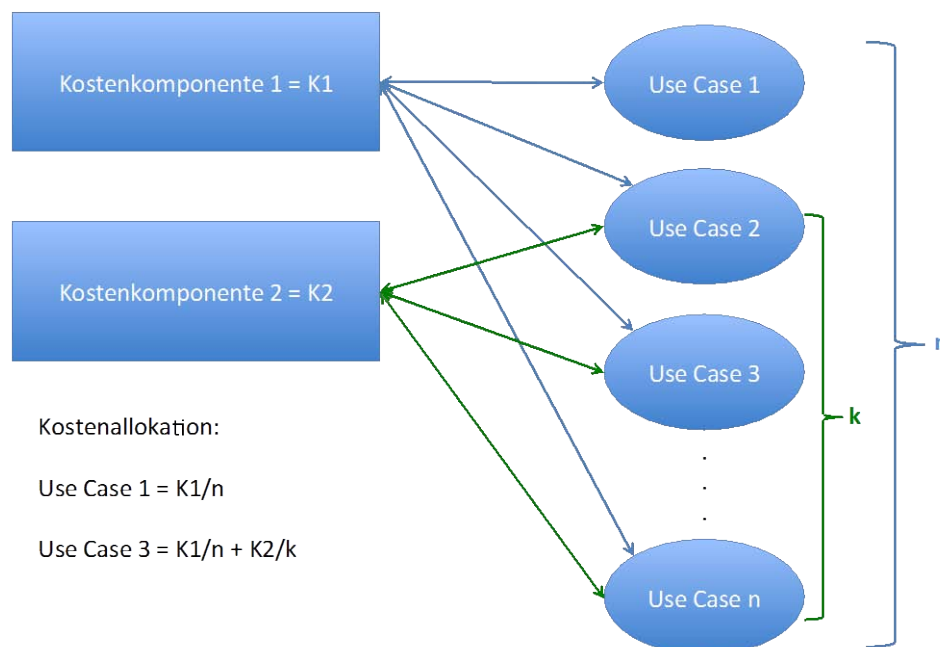 Kostenkomponente 1 = K1
Use Case 1
Use Case 2
Kostenkomponente 2 = K2
Use Case 3
k
Kostenallokation:
.
.
.
Use Case 1 = K1/n
Use Case 3 = K1/n + K2/k
Use Case n